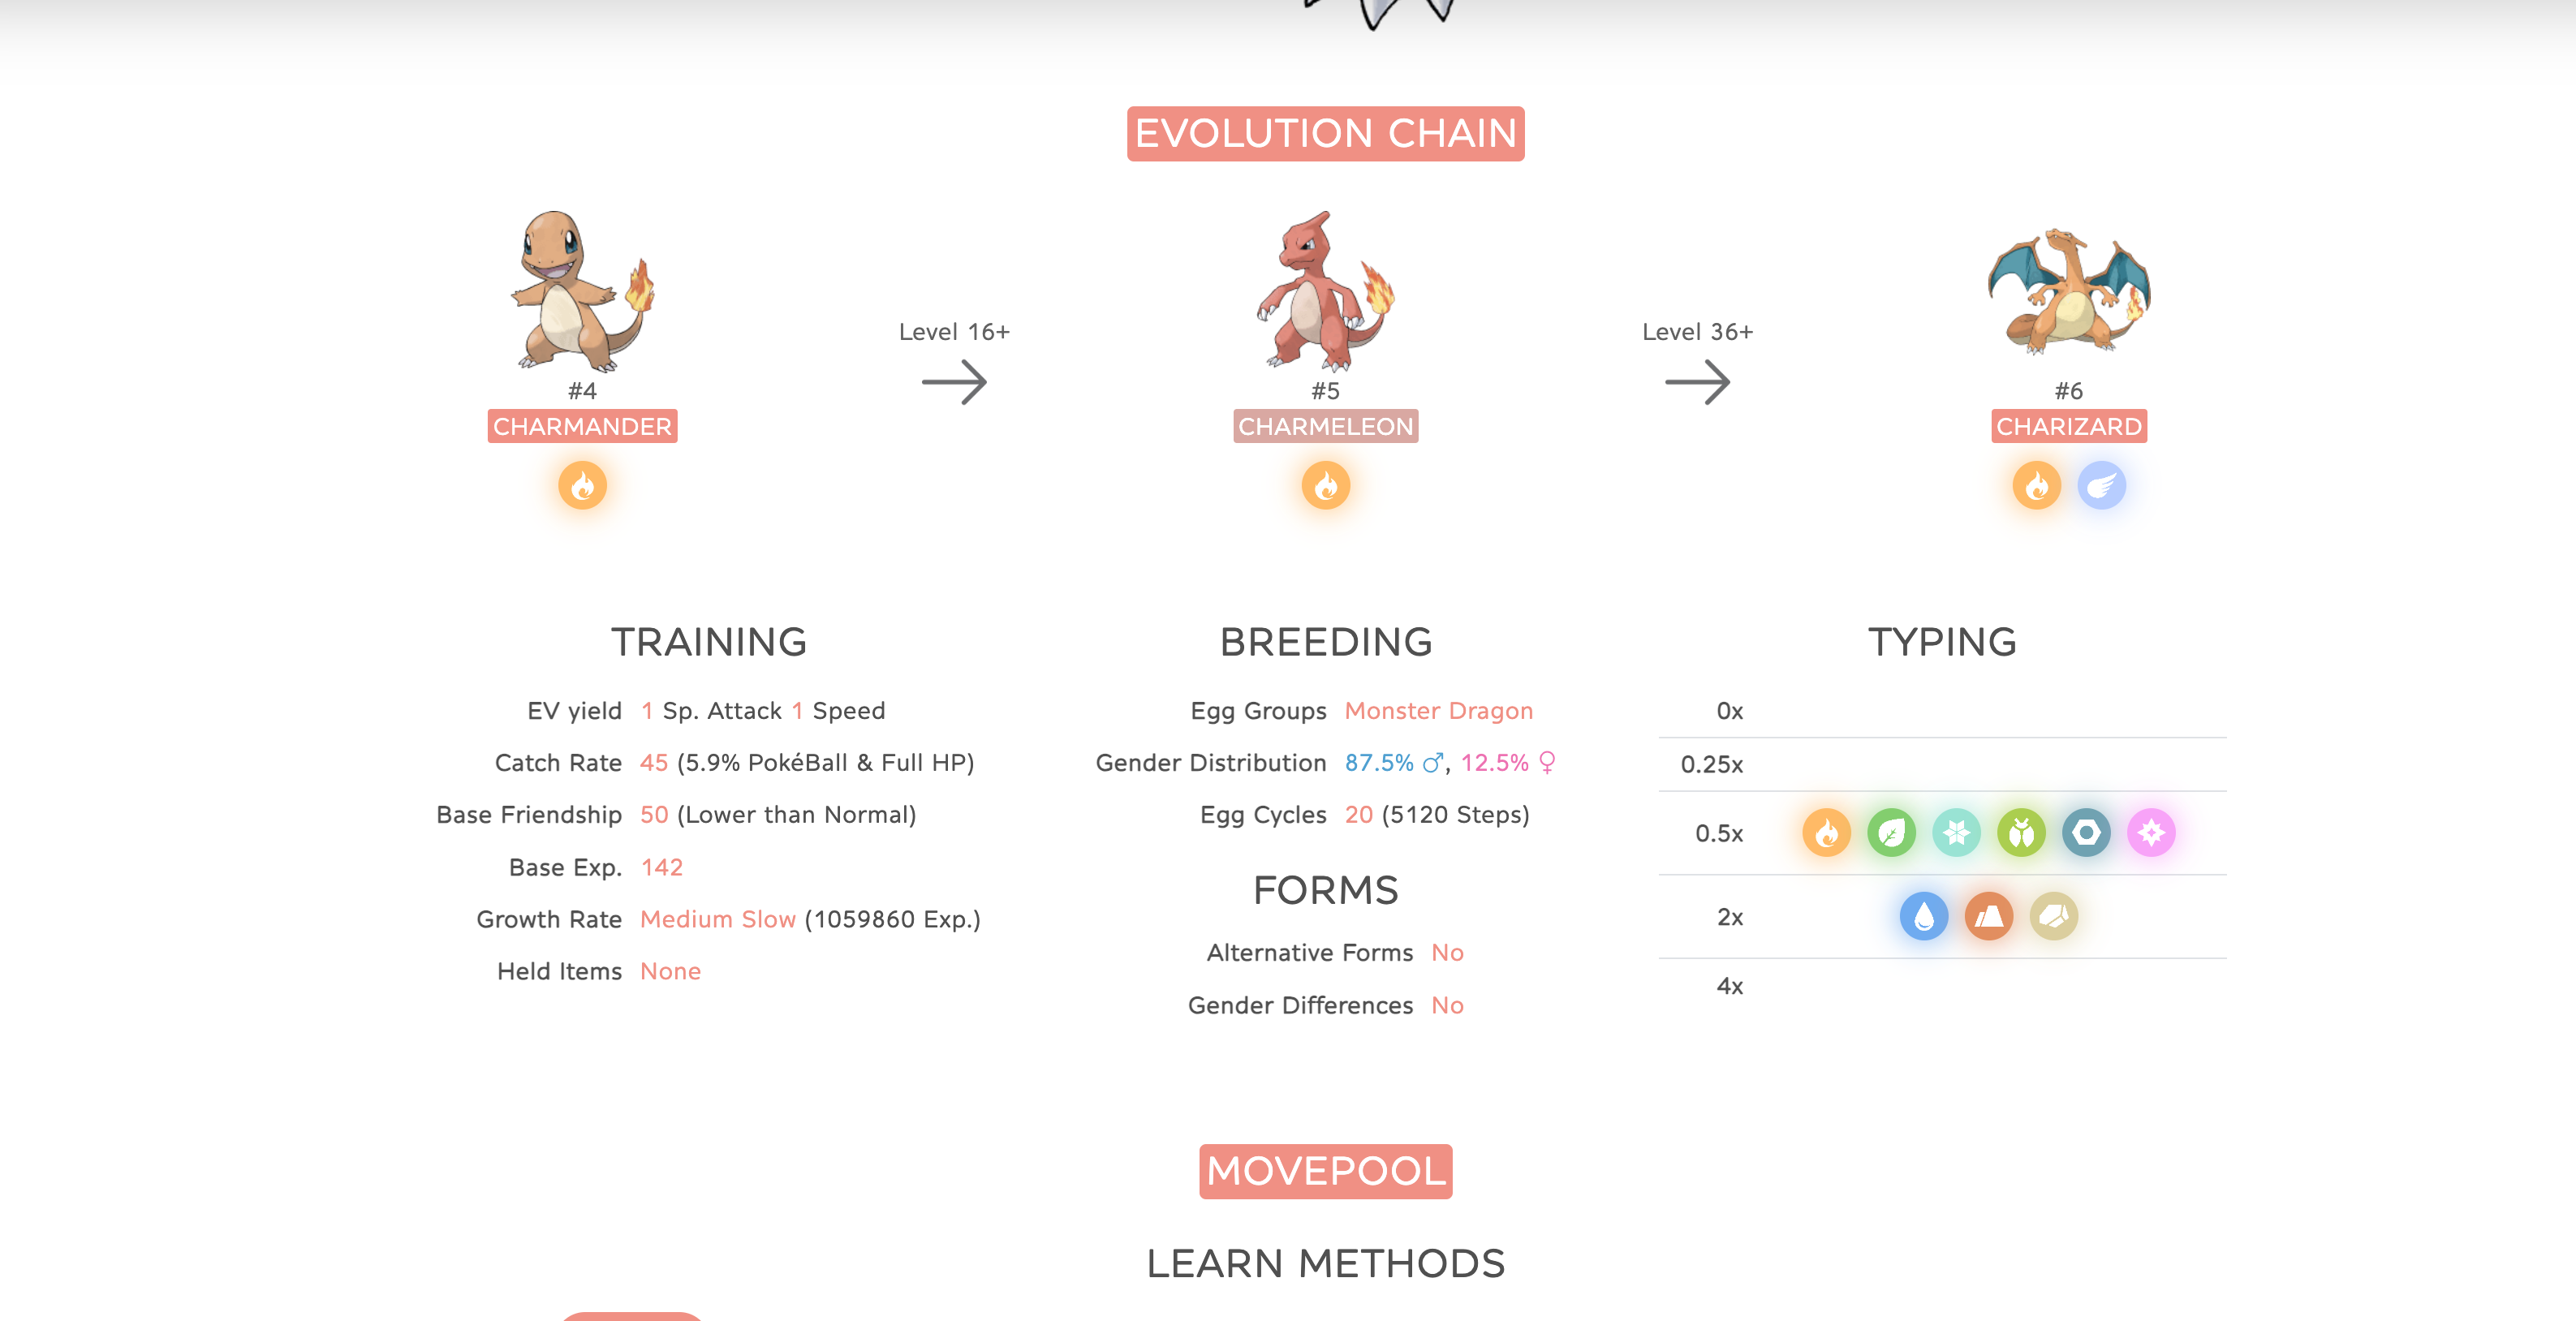 EVOLUTION CHAIN
Level 16+
Level 36+
#4
#5
#6
CHARMANDER
CHARMELEON
CHARIZARD
TRAINING
EV yield 1 Sp. Attack 1 Speed
Catch Rate 45 (5.9% PokéBall & Full HP)
Base Friendship 50 (Lower than Normal)
Base Exp. 142
Growth Rate Medium Slow (1059860 Exp.)
Held Items None
BREEDING
Egg Groups Monster Dragon
Gender Distribution 87.5% ♂, 12.5% ♀
Egg Cycles 20 (5120 Steps)
FORMS
Alternative Forms No
Gender Differences No
TYPING
0x
0.25x
0.5x
2x
4x
MOVEPOOL
LEARN METHODS